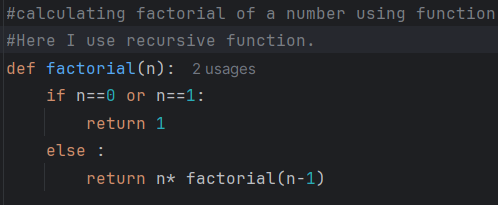 #calculating factorial of a number using function
#Here I use recursive function.
def factorial(n): 2 usages
    if n==0 or n==1:
        return 1
    else :
        return n* factorial(n-1)